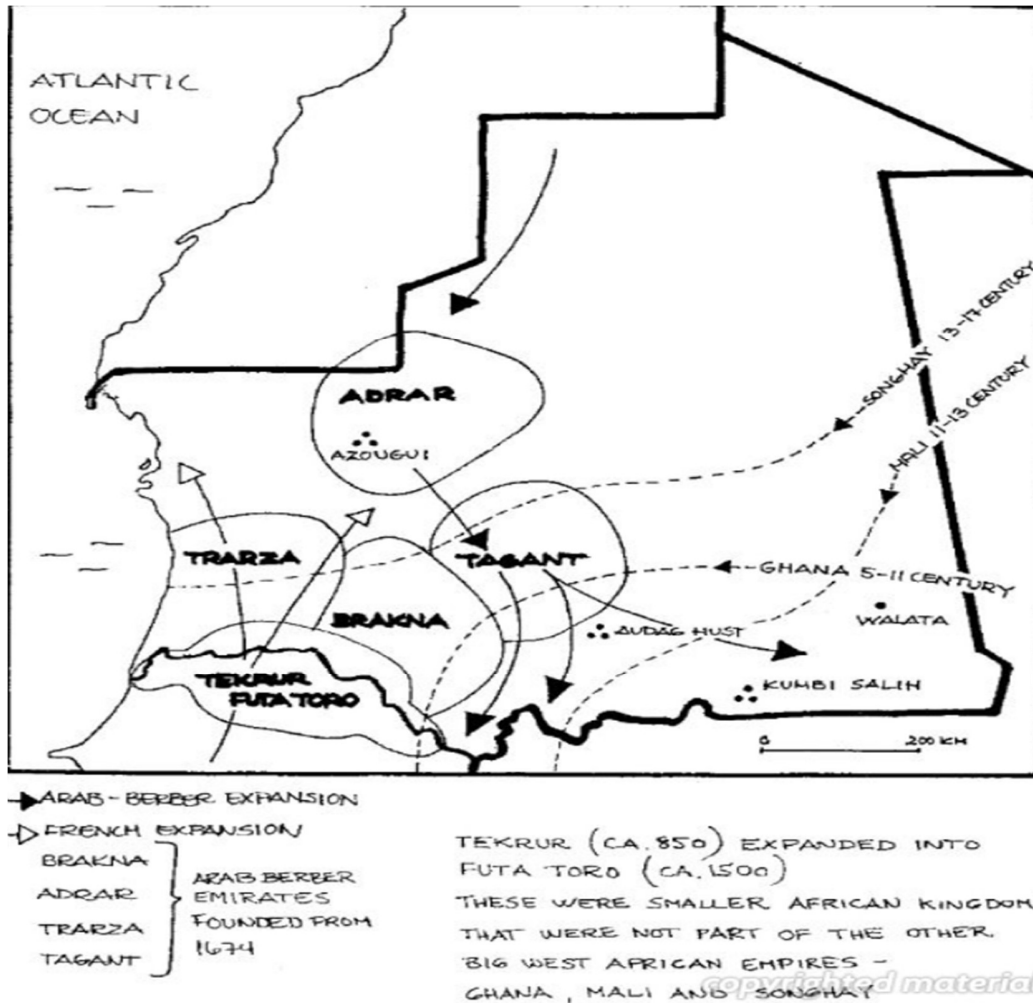 ATLANTIC
OCEAN
SONGHAY 13-17 CENTURY
MALI 11-13 CENTURY
ADRAR
AZOUGUI
TRARZA
TAGANT
GHANA 5-11 CENTURY
BRAKNA
WALATA
AUDAG HUST
TEKRUR
FUTA TORO
KUMBI SALIH
0 200 KM
ARAB-BERBER EXPANSION
FRENCH EXPANSION
BRAKNA
ADRAR
TRARZA
TAGANT
ARAB BERBER
EMIRATES
FOUNDED FROM
1674
TEKRUR (CA. 850) EXPANDED INTO
FUTA TORO (CA. 1500)
THESE WERE SMALLER AFRICAN KINGDOM
THAT WERE NOT PART OF THE OTHER
BIG WEST AFRICAN EMPIRES -
GHANA, MALI AND SONGHAY
copyrighted material